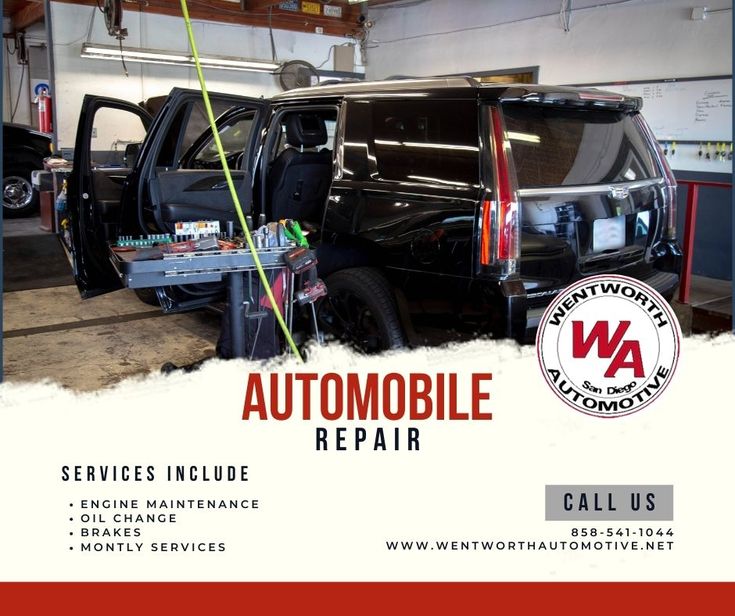 WENTWORTH
WA
San Diego
AUTOMOTIVE
AUTOMOBILE
REPAIR
SERVICES INCLUDE
• ENGINE MAINTENANCE
• OIL CHANGE
• BRAKES
• MONTLY SERVICES
CALL US
858-541-1044
WWW.WENTWORTHAUTOMOTIVE.NET